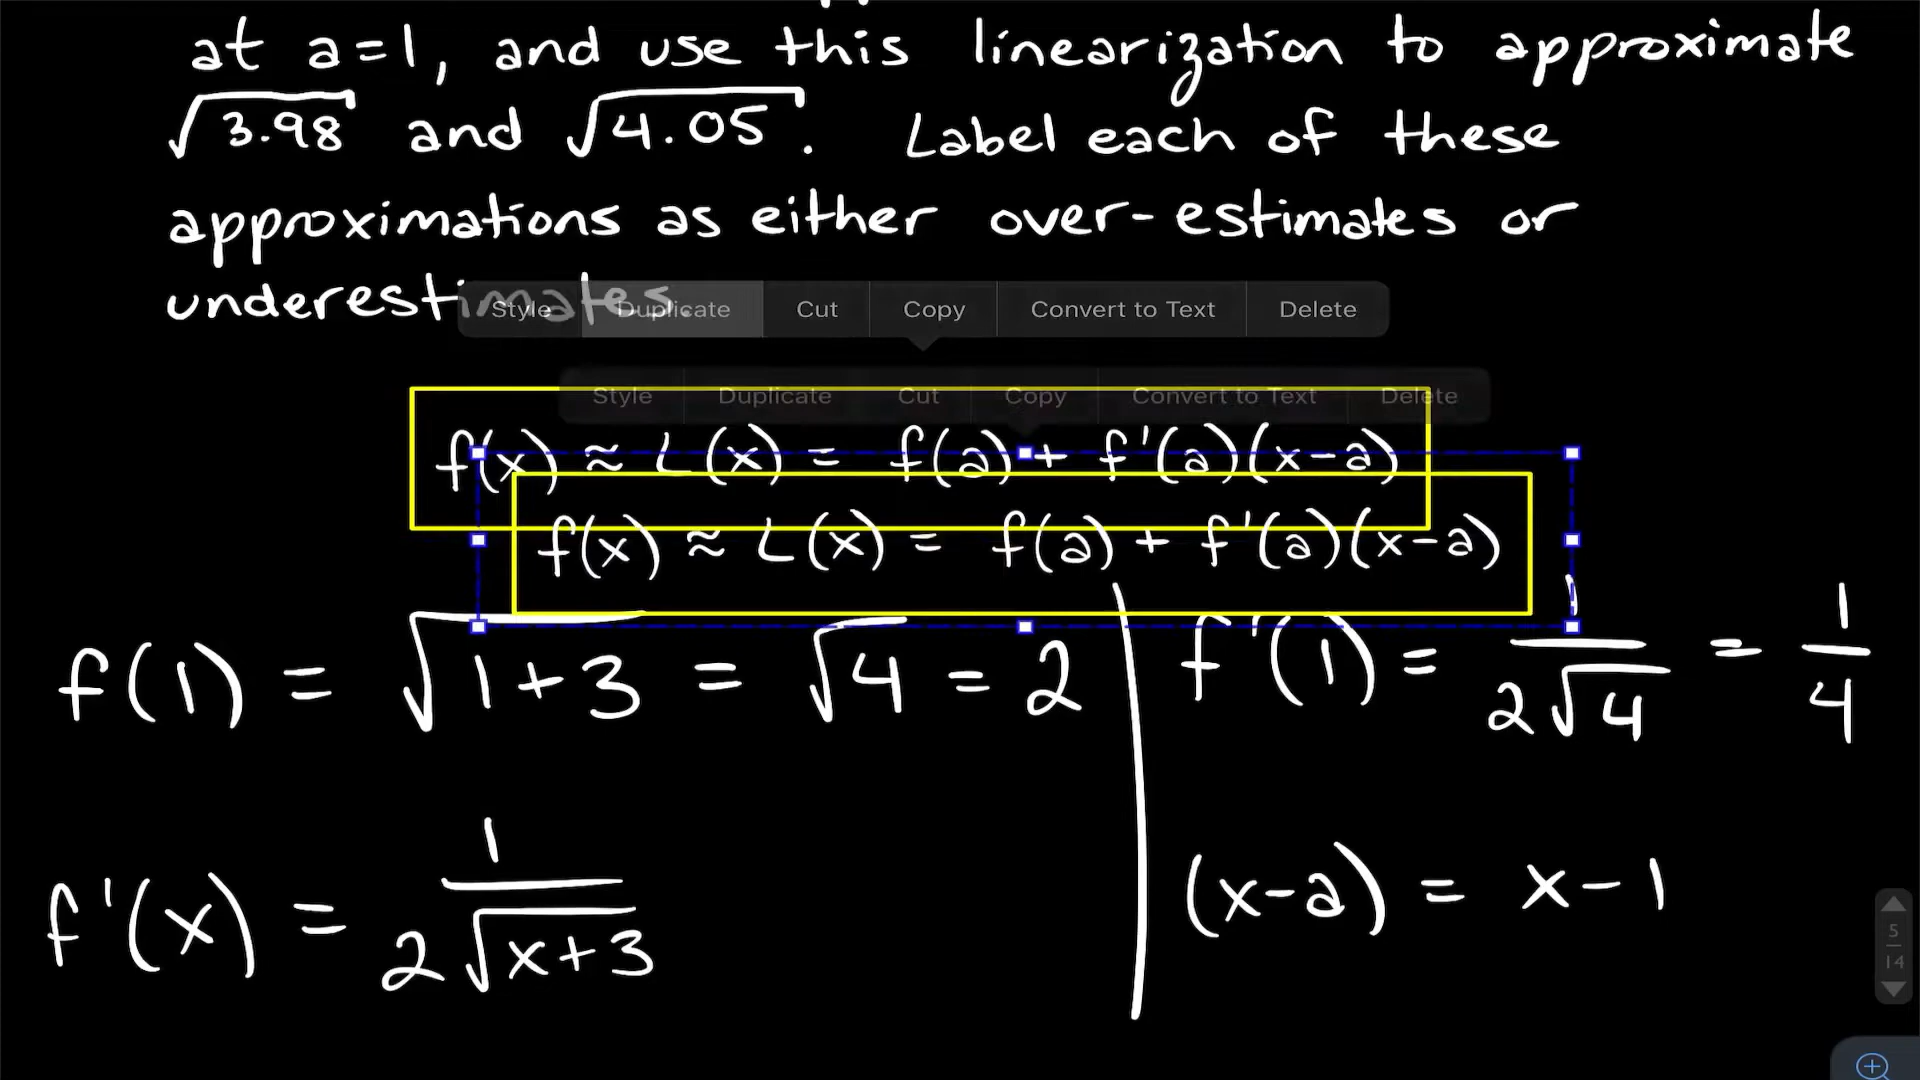 at a=1, and use this linearization to approximate
√3.98 and √4.05. Label each of these
approximations as either over-estimates or
underestimates.
Style Duplicate Cut Copy Convert to Text Delete
Style Duplicate Cut Copy Convert to Text Delete
f(x) ≈ L(x) = f(a) + f'(a)(x-a)
f(x) ≈ L(x) = f(a) + f'(a)(x-a)
f(1) = √(1+3) = √4 = 2
f'(1) = 1/(2√4) = 1/4
f'(x) = 1/(2√(x+3))
(x-a) = x-1
5
14